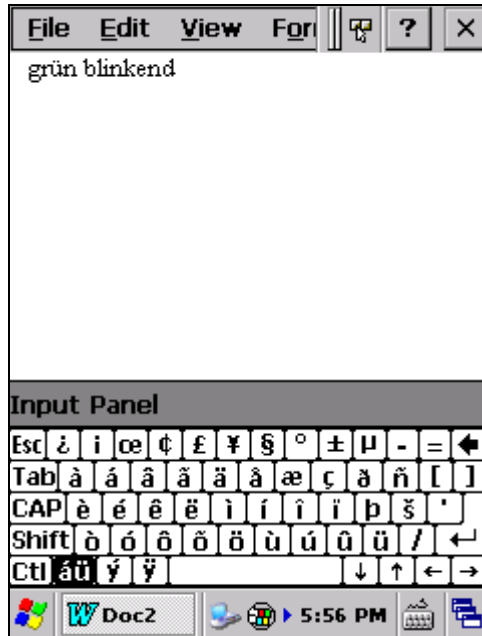 File Edit View For ? ×
grün blinkend
Input Panel
Esc ¿ ¡ œ ¢ £ ¥ § ° ± µ - =
Tab à á â ã ä å æ ç ð ñ [ ]
CAP è é ê ë ì í î ï þ š '
Shift ò ó ô õ ö ù ú û ü /
Ctl áü ý ÿ ↓ ↑ ← →
W Doc2 5:56 PM